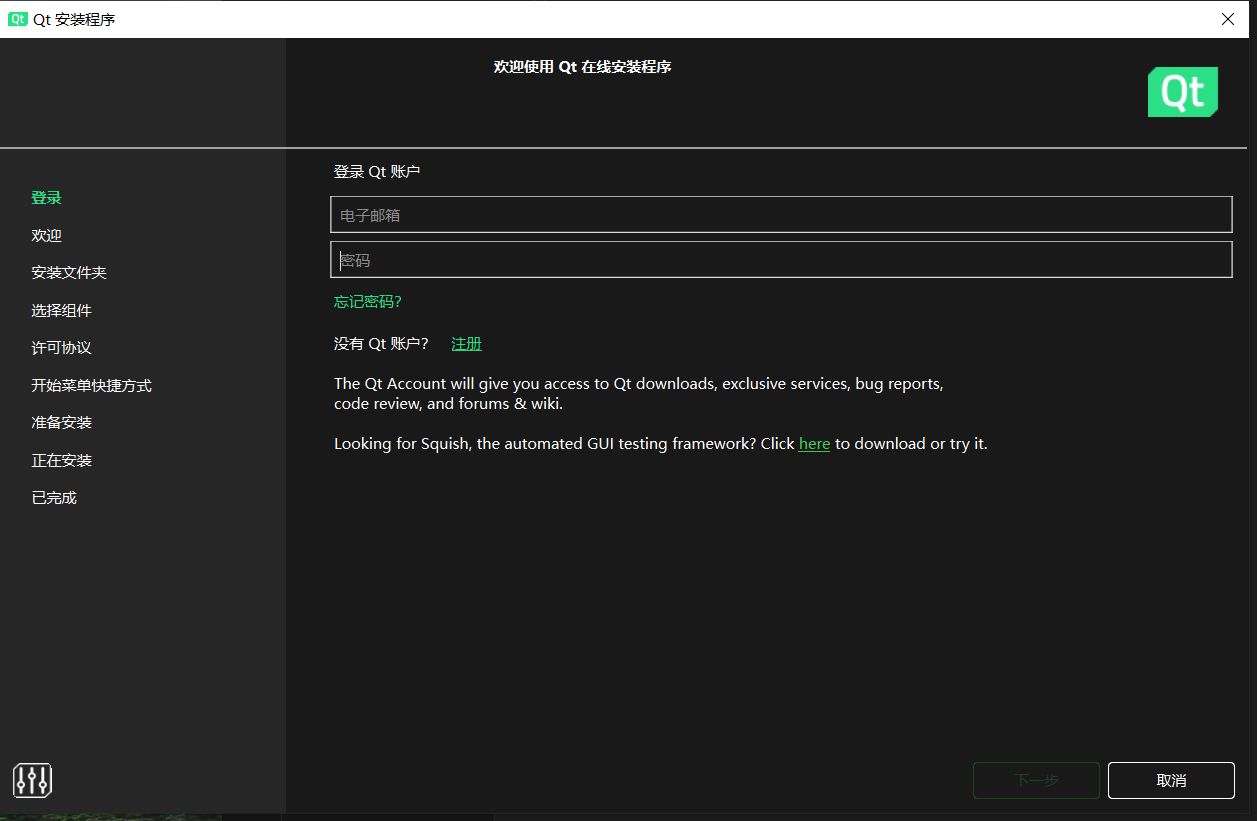 Qt Qt 安装程序
欢迎使用 Qt 在线安装程序
Qt
登录
欢迎
安装文件夹
选择组件
许可协议
开始菜单快捷方式
准备安装
正在安装
已完成
登录 Qt 账户
电子邮箱
密码
忘记密码?
没有 Qt 账户? 注册
The Qt Account will give you access to Qt downloads, exclusive services, bug reports,
code review, and forums & wiki.
Looking for Squish, the automated GUI testing framework? Click here to download or try it.
下一步 取消